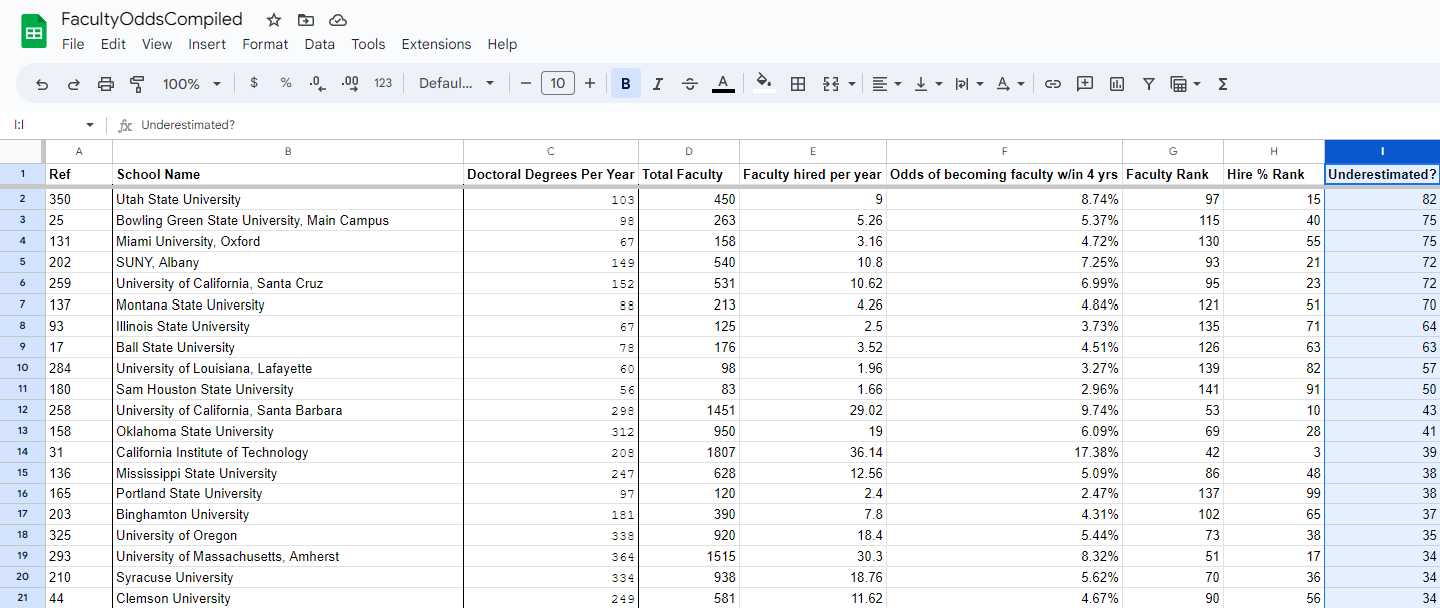 FacultyOddsCompiled
File Edit View Insert Format Data Tools Extensions Help
100% $ % .0 .00 123 Defaul... − 10 + B I S A A Σ
I:I fx Underestimated?
A B C D E F G H I
1 Ref School Name Doctoral Degrees Per Year Total Faculty Faculty hired per year Odds of becoming faculty w/in 4 yrs Faculty Rank Hire % Rank Underestimated?
2 350 Utah State University 103 450 9 8.74% 97 15 82
3 25 Bowling Green State University, Main Campus 98 263 5.26 5.37% 115 40 75
4 131 Miami University, Oxford 67 158 3.16 4.72% 130 55 75
5 202 SUNY, Albany 149 540 10.8 7.25% 93 21 72
6 259 University of California, Santa Cruz 152 531 10.62 6.99% 95 23 72
7 137 Montana State University 88 213 4.26 4.84% 121 51 70
8 93 Illinois State University 67 125 2.5 3.73% 135 71 64
9 17 Ball State University 78 176 3.52 4.51% 126 63 63
10 284 University of Louisiana, Lafayette 60 98 1.96 3.27% 139 82 57
11 180 Sam Houston State University 56 83 1.66 2.96% 141 91 50
12 258 University of California, Santa Barbara 298 1451 29.02 9.74% 53 10 43
13 158 Oklahoma State University 312 950 19 6.09% 69 28 41
14 31 California Institute of Technology 208 1807 36.14 17.38% 42 3 39
15 136 Mississippi State University 247 628 12.56 5.09% 86 48 38
16 165 Portland State University 97 120 2.4 2.47% 137 99 38
17 203 Binghamton University 181 390 7.8 4.31% 102 65 37
18 325 University of Oregon 338 920 18.4 5.44% 73 38 35
19 293 University of Massachusetts, Amherst 364 1515 30.3 8.32% 51 17 34
20 210 Syracuse University 334 938 18.76 5.62% 70 36 34
21 44 Clemson University 249 581 11.62 4.67% 90 56 34